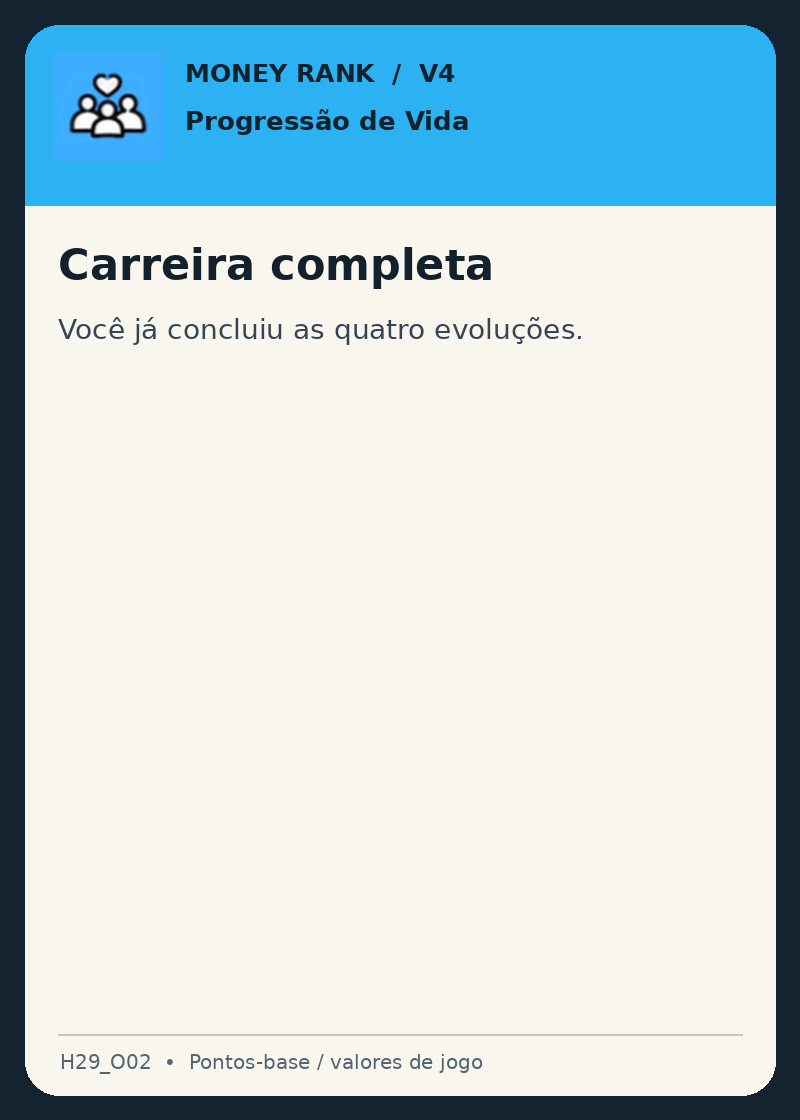 MONEY RANK / V4
Progressão de Vida
Carreira completa
Você já concluiu as quatro evoluções.
H29_O02 • Pontos-base / valores de jogo